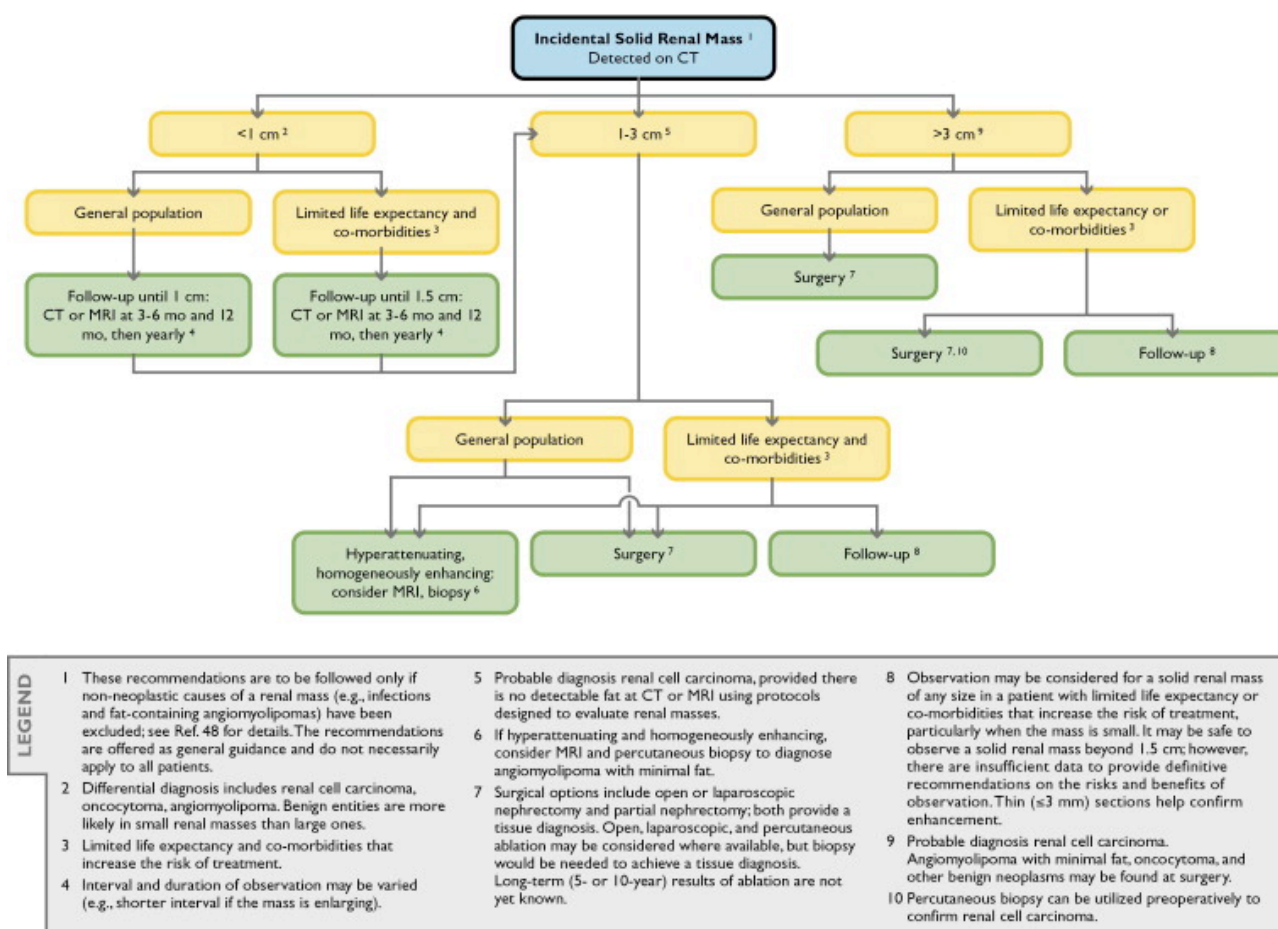 Incidental Solid Renal Mass 1
Detected on CT
<1 cm 2
1-3 cm 5
>3 cm 9
General population
Limited life expectancy and
co-morbidities 3
General population
Limited life expectancy or
co-morbidities 3
Follow-up until 1 cm:
CT or MRI at 3-6 mo and 12
mo, then yearly 4
Follow-up until 1.5 cm:
CT or MRI at 3-6 mo and 12
mo, then yearly 4
Surgery 7
Surgery 7, 10
Follow-up 8
General population
Limited life expectancy and
co-morbidities 3
Hyperattenuating,
homogeneously enhancing:
consider MRI, biopsy 6
Surgery 7
Follow-up 8
LEGEND
1 These recommendations are to be followed only if
non-neoplastic causes of a renal mass (e.g., infections
and fat-containing angiomyolipomas) have been
excluded; see Ref. 48 for details. The recommendations
are offered as general guidance and do not necessarily
apply to all patients.
2 Differential diagnosis includes renal cell carcinoma,
oncocytoma, angiomyolipoma. Benign entities are more
likely in small renal masses than large ones.
3 Limited life expectancy and co-morbidities that
increase the risk of treatment.
4 Interval and duration of observation may be varied
(e.g., shorter interval if the mass is enlarging).
5 Probable diagnosis renal cell carcinoma, provided there
is no detectable fat at CT or MRI using protocols
designed to evaluate renal masses.
6 If hyperattenuating and homogeneously enhancing,
consider MRI and percutaneous biopsy to diagnose
angiomyolipoma with minimal fat.
7 Surgical options include open or laparoscopic
nephrectomy and partial nephrectomy; both provide a
tissue diagnosis. Open, laparoscopic, and percutaneous
ablation may be considered where available, but biopsy
would be needed to achieve a tissue diagnosis.
Long-term (5- or 10-year) results of ablation are not
yet known.
8 Observation may be considered for a solid renal mass
of any size in a patient with limited life expectancy or
co-morbidities that increase the risk of treatment,
particularly when the mass is small. It may be safe to
observe a solid renal mass beyond 1.5 cm; however,
there are insufficient data to provide definitive
recommendations on the risks and benefits of
observation. Thin (≤3 mm) sections help confirm
enhancement.
9 Probable diagnosis renal cell carcinoma.
Angiomyolipoma with minimal fat, oncocytoma, and
other benign neoplasms may be found at surgery.
10 Percutaneous biopsy can be utilized preoperatively to
confirm renal cell carcinoma.